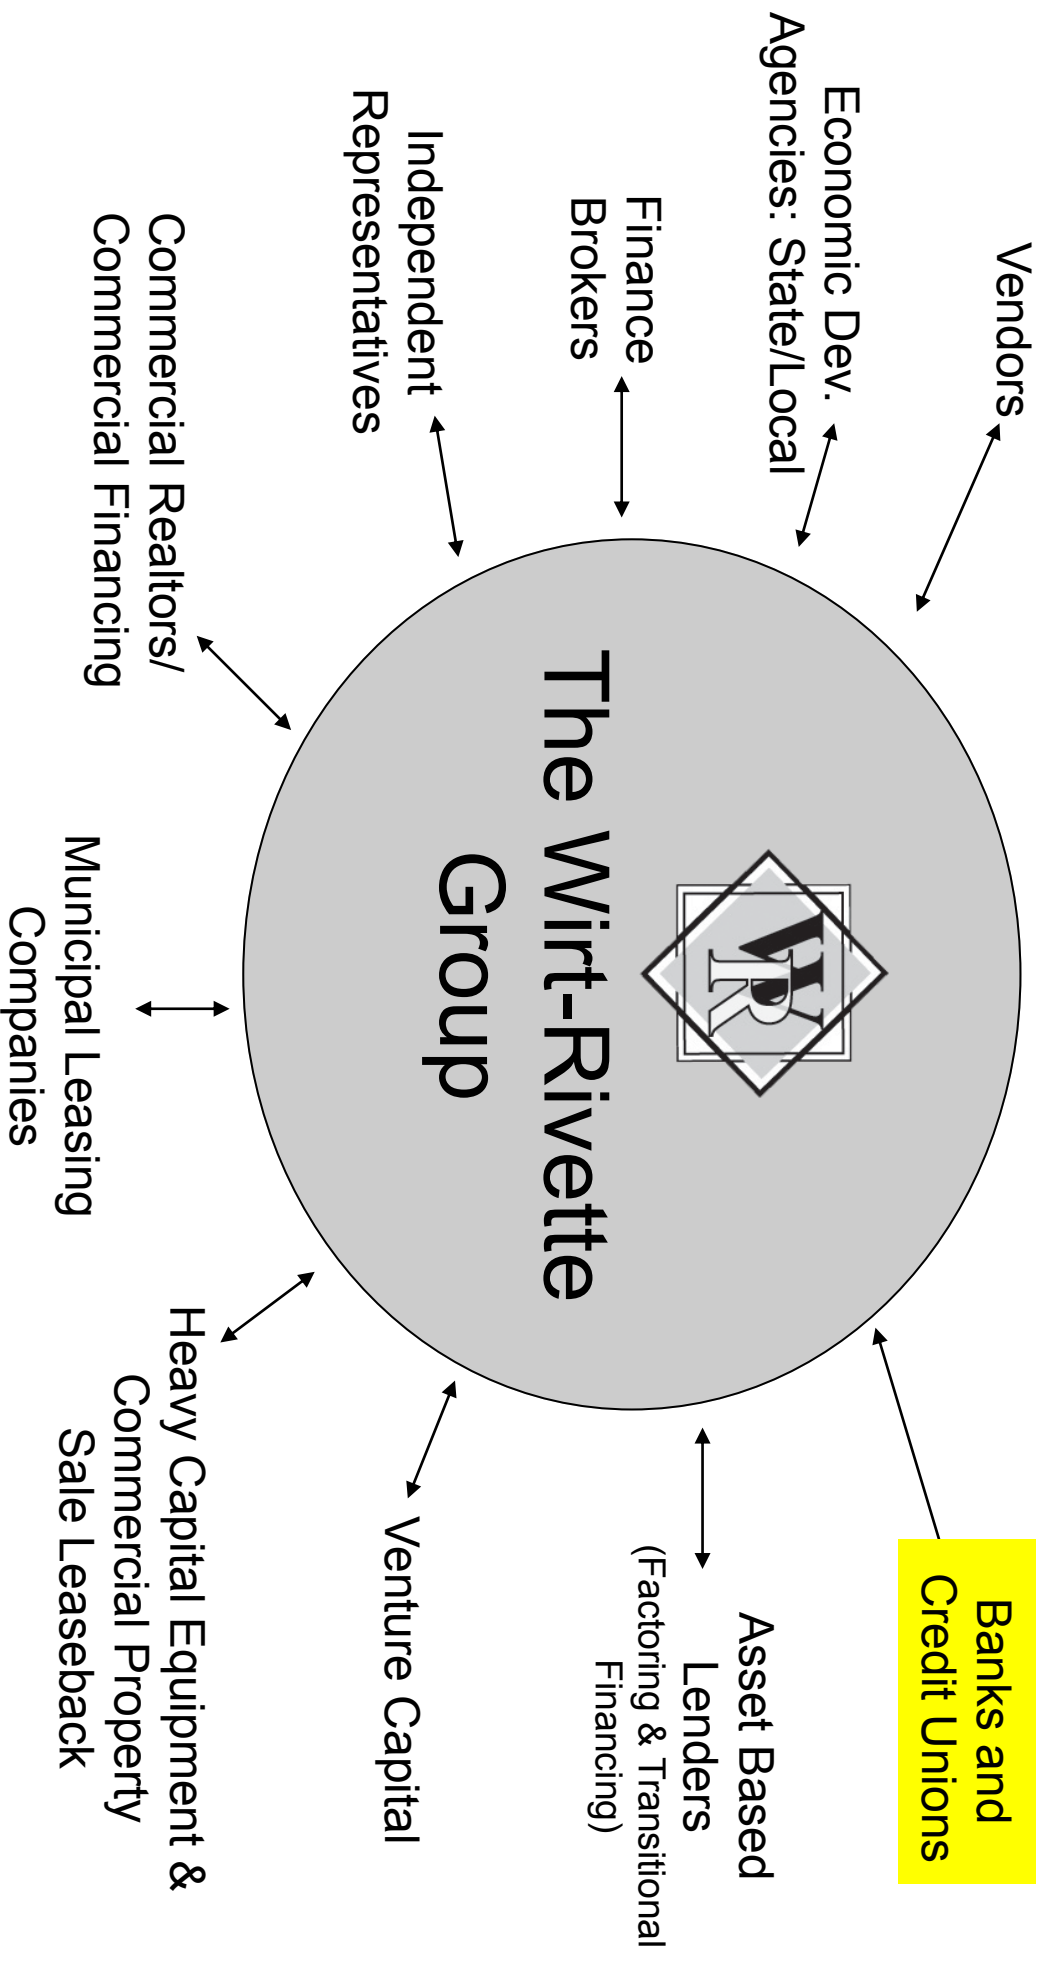 Vendors
Economic Dev.
Agencies: State/Local
Finance
Brokers
Independent
Representatives
Commercial Realtors/
Commercial Financing
WR
The Wirt-Rivette
Group
Municipal Leasing
Companies
Banks and
Credit Unions
Asset Based
Lenders
(Factoring & Transitional
Financing)
Venture Capital
Heavy Capital Equipment &
Commercial Property
Sale Leaseback